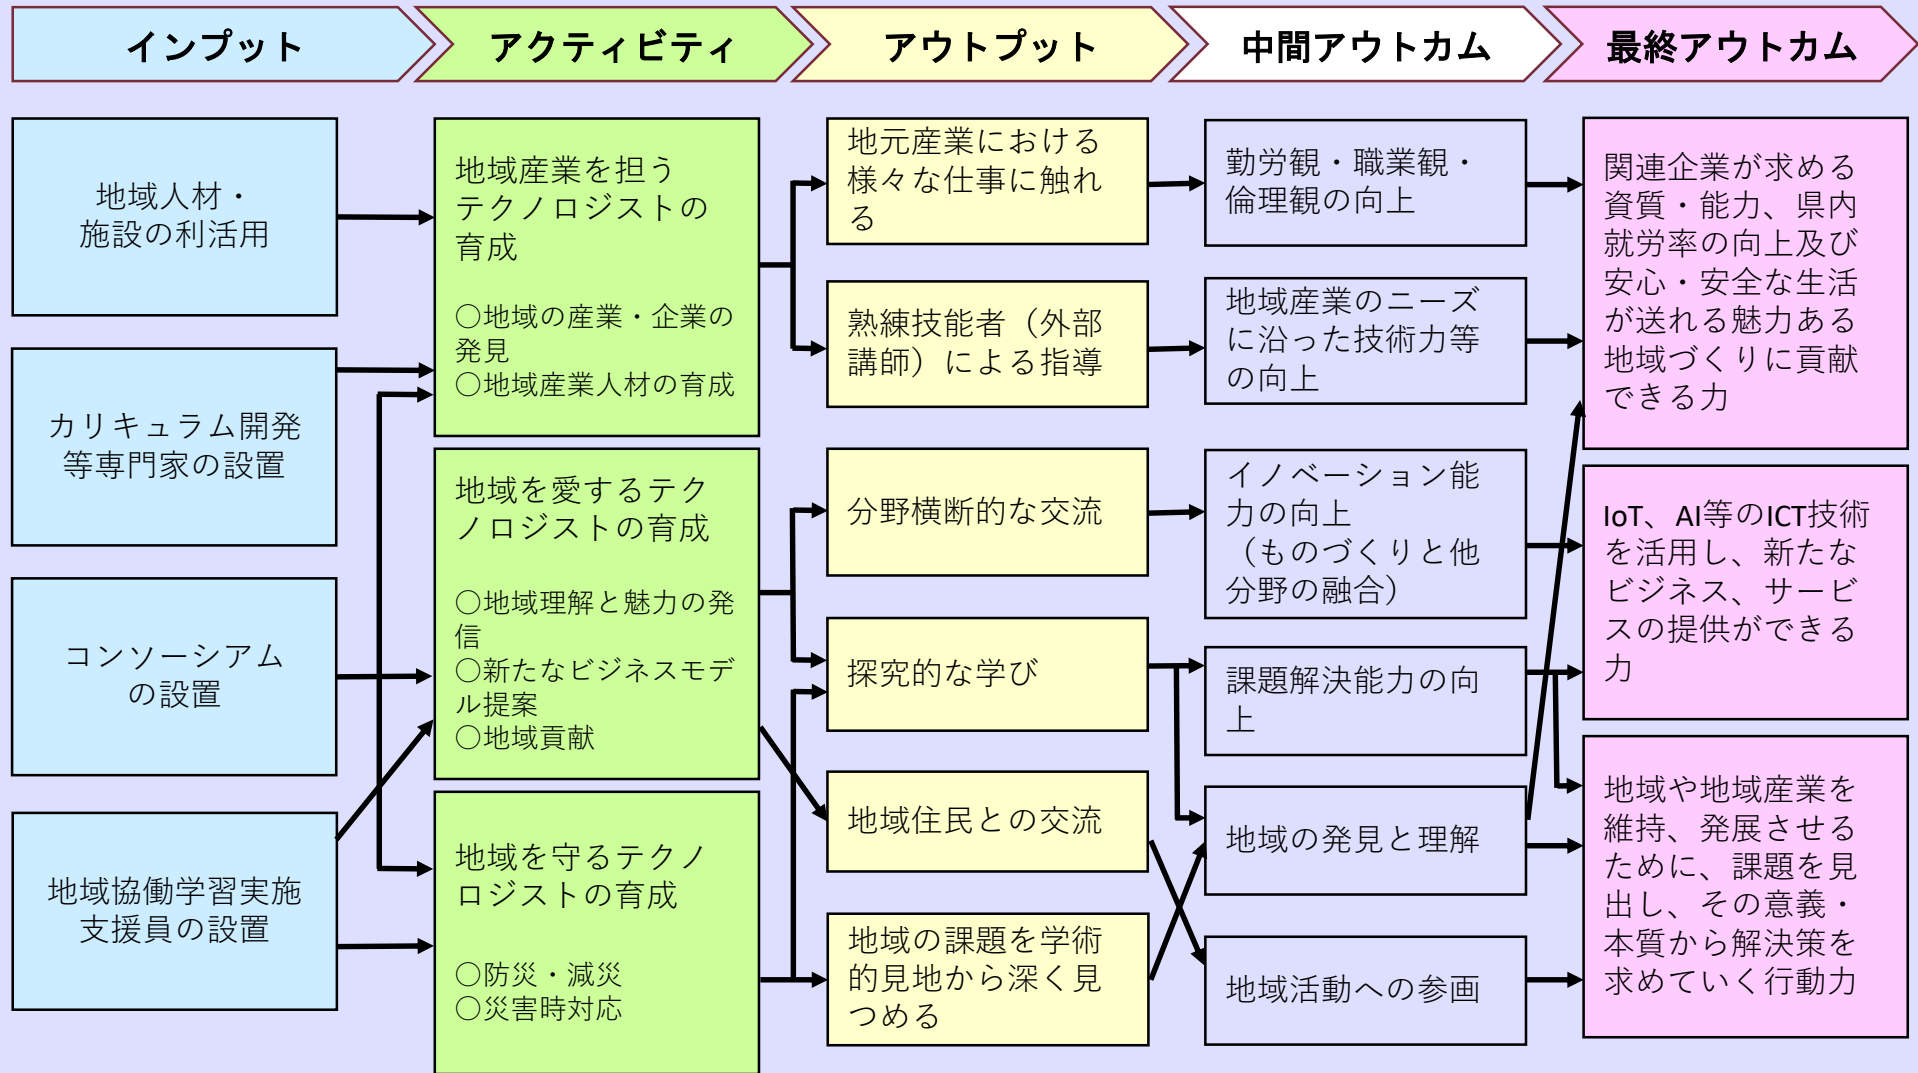 インプット
アクティビティ
アウトプット
中間アウトカム
最終アウトカム
地域人材・
施設の利活用
カリキュラム開発
等専門家の設置
コンソーシアム
の設置
地域協働学習実施
支援員の設置
地域産業を担う
テクノロジストの
育成
○地域の産業・企業の
発見
○地域産業人材の育成
地域を愛するテク
ノロジストの育成
○地域理解と魅力の発
信
○新たなビジネスモデ
ル提案
○地域貢献
地域を守るテクノ
ロジストの育成
○防災・減災
○災害時対応
地元産業における
様々な仕事に触れ
る
熟練技能者（外部
講師）による指導
分野横断的な交流
探究的な学び
地域住民との交流
地域の課題を学術
的見地から深く見
つめる
勤労観・職業観・
倫理観の向上
地域産業のニーズ
に沿った技術力等
の向上
イノベーション能
力の向上
（ものづくりと他
分野の融合）
課題解決能力の向
上
地域の発見と理解
地域活動への参画
関連企業が求める
資質・能力、県内
就労率の向上及び
安心・安全な生活
が送れる魅力ある
地域づくりに貢献
できる力
IoT、AI等のICT技術
を活用し、新たな
ビジネス、サービ
スの提供ができる
力
地域や地域産業を
維持、発展させる
ために、課題を見
出し、その意義・
本質から解決策を
求めていく行動力